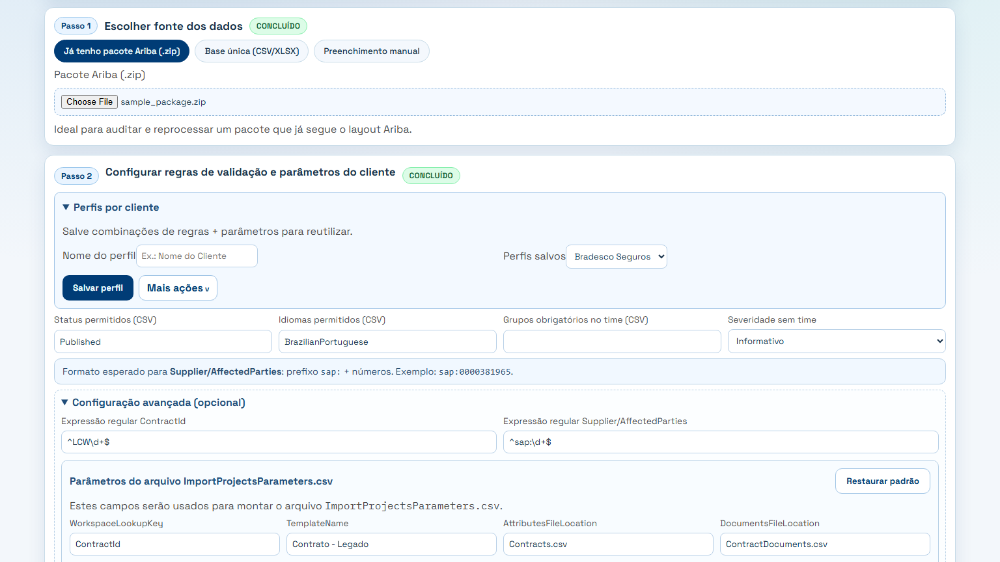 Passo 1 Escolher fonte dos dados CONCLUÍDO
Já tenho pacote Ariba (.zip) Base única (CSV/XLSX) Preenchimento manual
Pacote Ariba (.zip)
Choose File sample_package.zip
Ideal para auditar e reprocessar um pacote que já segue o layout Ariba.
Passo 2 Configurar regras de validação e parâmetros do cliente CONCLUÍDO
▼ Perfis por cliente
Salve combinações de regras + parâmetros para reutilizar.
Nome do perfil Ex.: Nome do Cliente Perfis salvos Bradesco Seguros
Salvar perfil Mais ações v
Status permitidos (CSV) Idiomas permitidos (CSV) Grupos obrigatórios no time (CSV) Severidade sem time
Published BrazilianPortuguese Informativo
Formato esperado para Supplier/AffectedParties: prefixo sap: + números. Exemplo: sap:0000381965.
▼ Configuração avançada (opcional)
Expressão regular ContractId Expressão regular Supplier/AffectedParties
^LCW\d+$ ^sap:\d+$
Parâmetros do arquivo ImportProjectsParameters.csv Restaurar padrão
Estes campos serão usados para montar o arquivo ImportProjectsParameters.csv.
WorkspaceLookupKey TemplateName AttributesFileLocation DocumentsFileLocation
ContractId Contrato - Legado Contracts.csv ContractDocuments.csv